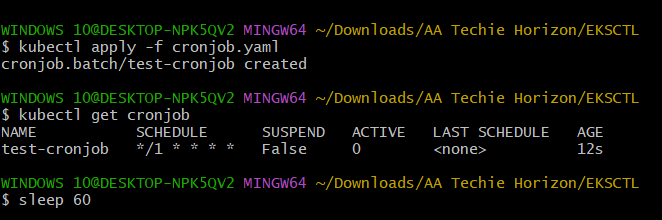 WINDOWS 10@DESKTOP-NPK5QV2 MINGW64 ~/Downloads/AA Techie Horizon/EKSCTL
$ kubectl apply -f cronjob.yaml
cronjob.batch/test-cronjob created
WINDOWS 10@DESKTOP-NPK5QV2 MINGW64 ~/Downloads/AA Techie Horizon/EKSCTL
$ kubectl get cronjob
NAME SCHEDULE SUSPEND ACTIVE LAST SCHEDULE AGE
test-cronjob */1 * * * * False 0 <none> 12s
WINDOWS 10@DESKTOP-NPK5QV2 MINGW64 ~/Downloads/AA Techie Horizon/EKSCTL
$ sleep 60